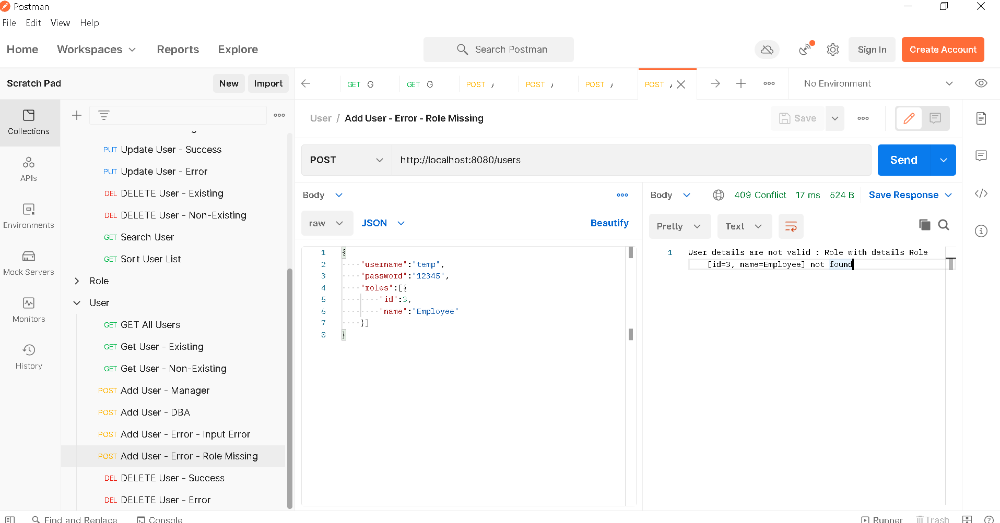 Postman
File Edit View Help
Home Workspaces Reports Explore Search Postman Sign In Create Account
Scratch Pad New Import GET G GET G POST POST POST POST No Environment
Collections
APIs
Environments
Mock Servers
Monitors
History
PUT Update User - Success
PUT Update User - Error
DEL DELETE User - Existing
DEL DELETE User - Non-Existing
GET Search User
GET Sort User List
Role
User
GET GET All Users
GET Get User - Existing
GET Get User - Non-Existing
POST Add User - Manager
POST Add User - DBA
POST Add User - Error - Input Error
POST Add User - Error - Role Missing
DEL DELETE User - Success
DEL DELETE User - Error
User / Add User - Error - Role Missing Save
POST http://localhost:8080/users Send
Body
raw JSON Beautify
1 {
2 "username":"temp",
3 "password":"12345",
4 "roles":[{
5 "id":3,
6 "name":"Employee"
7 }]
8 }
Body 409 Conflict 17 ms 524 B Save Response
Pretty Text
1 User details are not valid : Role with details Role
[id=3, name=Employee] not found
Find and Replace Console Runner Trash